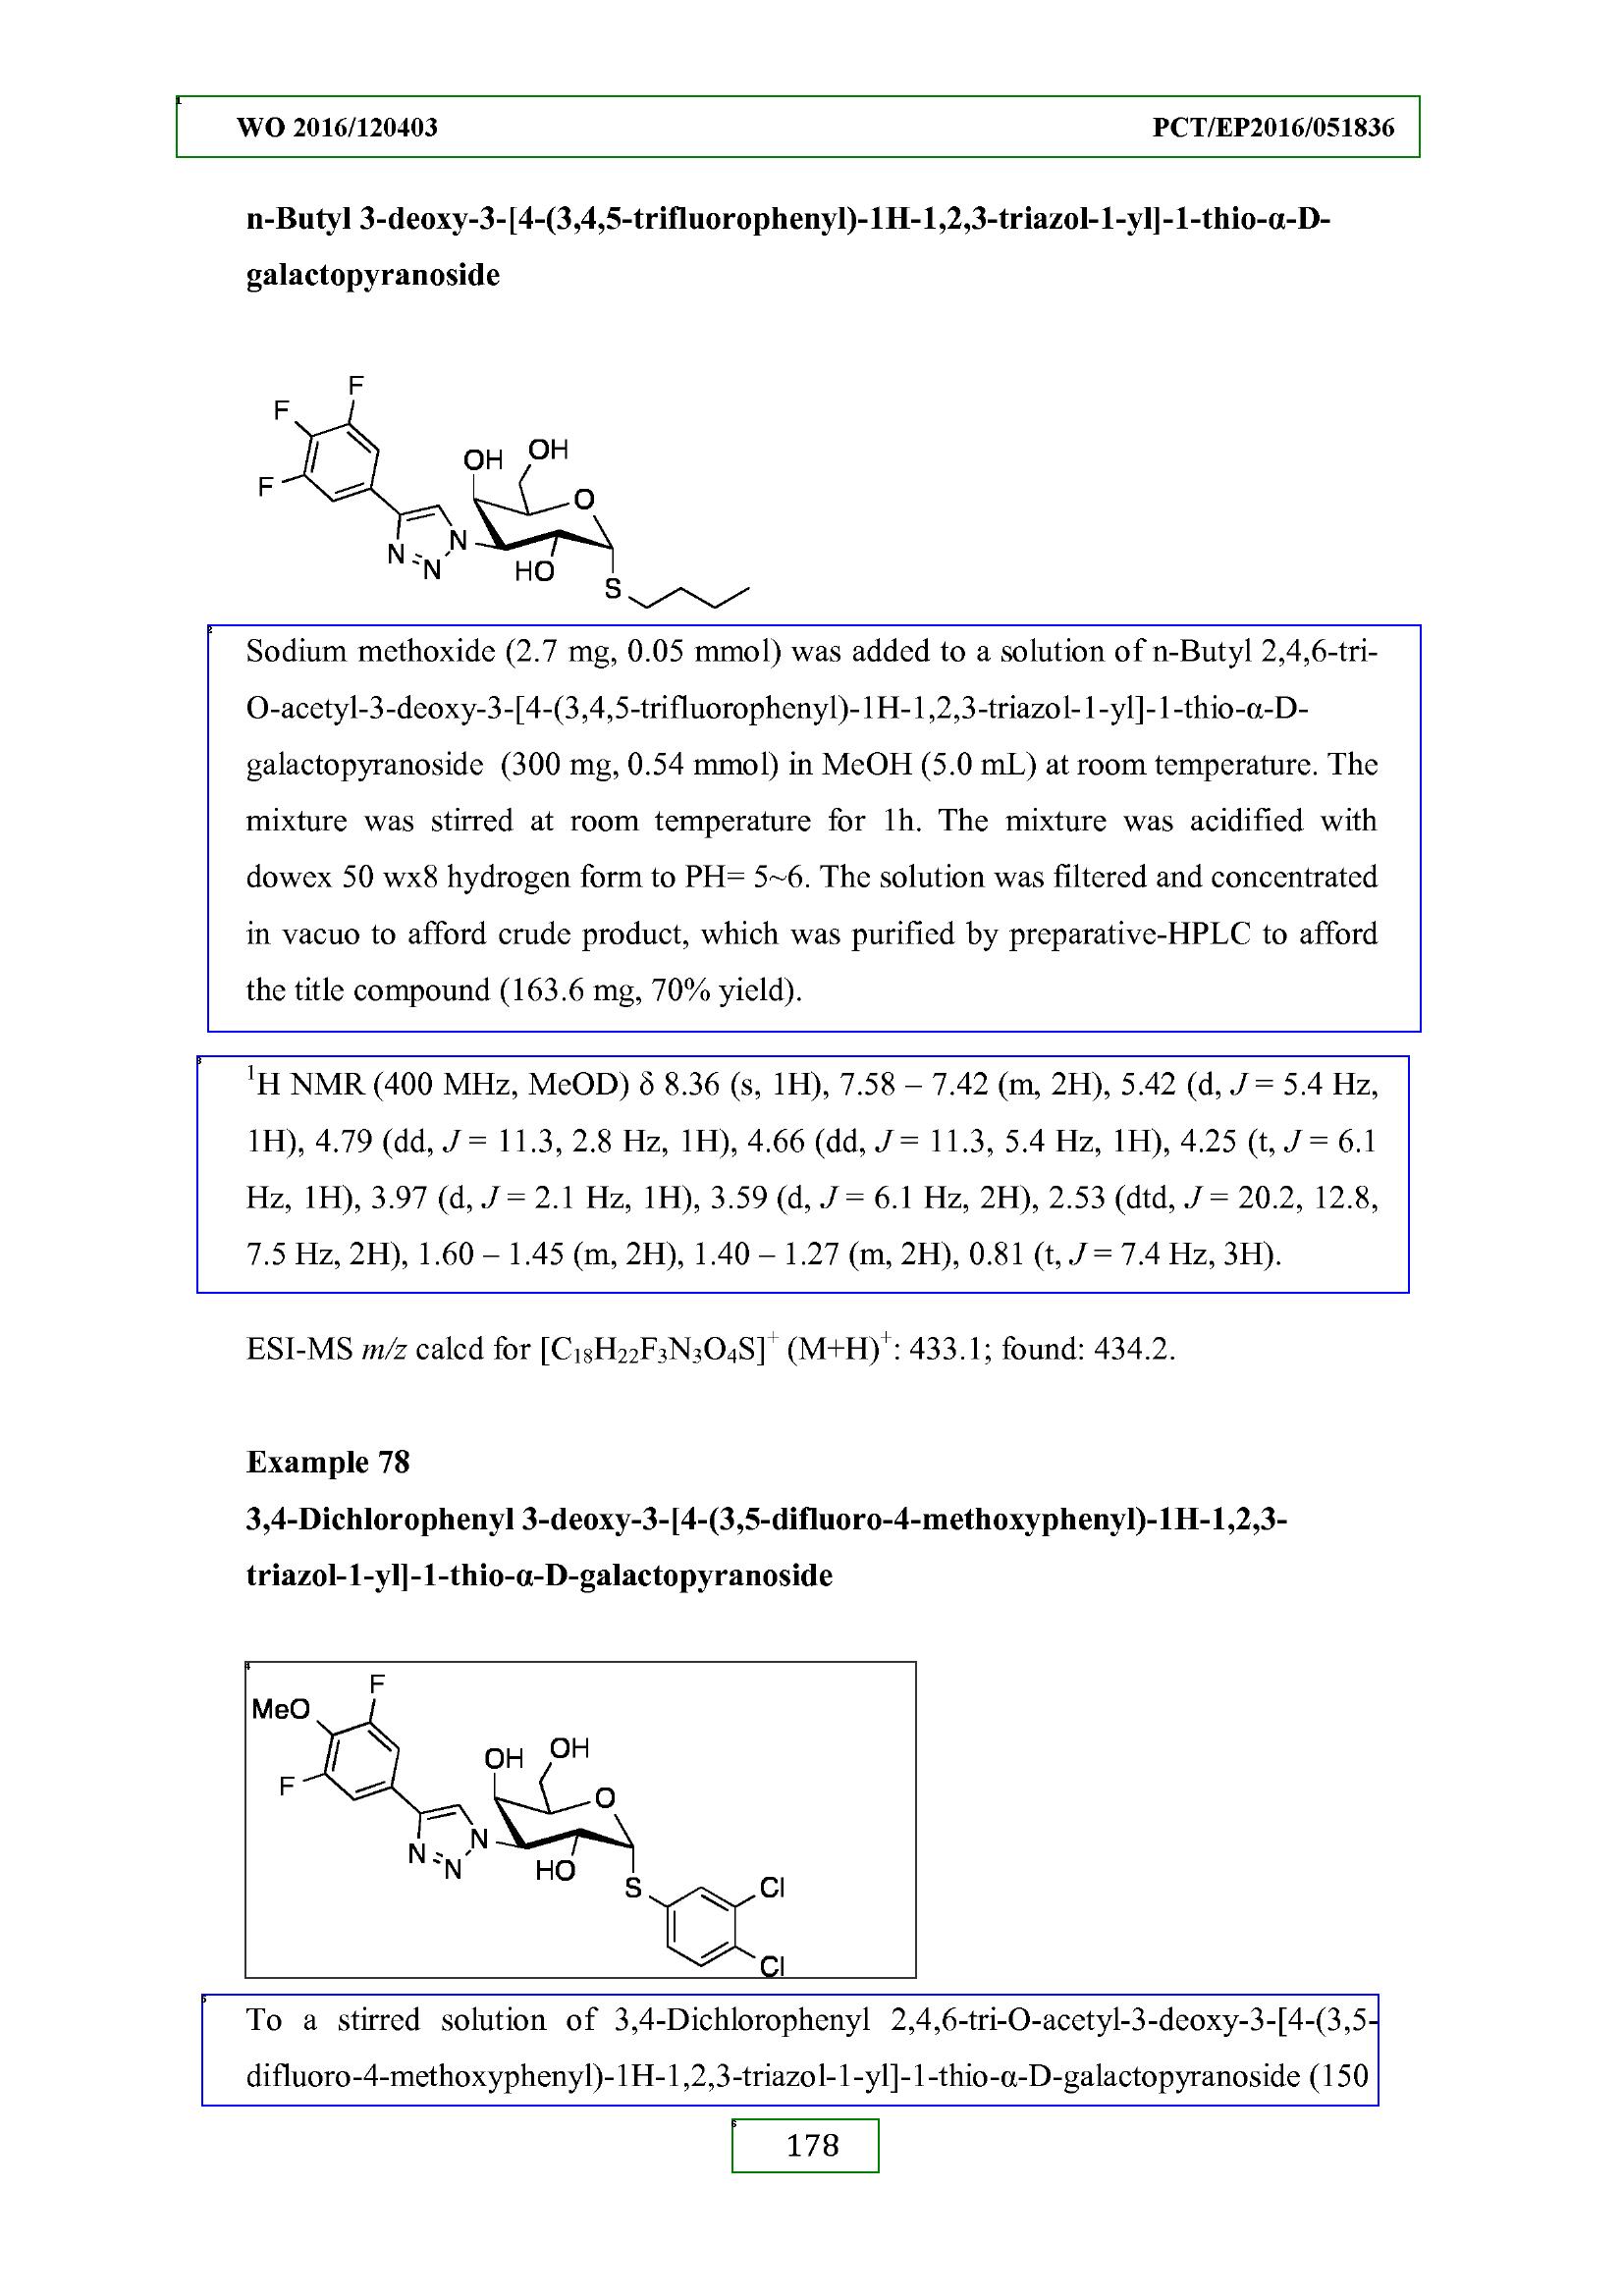 WO 2016/120403 PCT/EP2016/051836
n-Butyl 3-deoxy-3-[4-(3,4,5-trifluorophenyl)-1H-1,2,3-triazol-1-yl]-1-thio-α-D-
galactopyranoside
F
F
F
OH
OH
O
N
N
N
HO
S
Sodium methoxide (2.7 mg, 0.05 mmol) was added to a solution of n-Butyl 2,4,6-tri-
O-acetyl-3-deoxy-3-[4-(3,4,5-trifluorophenyl)-1H-1,2,3-triazol-1-yl]-1-thio-α-D-
galactopyranoside (300 mg, 0.54 mmol) in MeOH (5.0 mL) at room temperature. The
mixture was stirred at room temperature for 1h. The mixture was acidified with
dowex 50 wx8 hydrogen form to PH= 5~6. The solution was filtered and concentrated
in vacuo to afford crude product, which was purified by preparative-HPLC to afford
the title compound (163.6 mg, 70% yield).
¹H NMR (400 MHz, MeOD) δ 8.36 (s, 1H), 7.58 – 7.42 (m, 2H), 5.42 (d, J = 5.4 Hz,
1H), 4.79 (dd, J = 11.3, 2.8 Hz, 1H), 4.66 (dd, J = 11.3, 5.4 Hz, 1H), 4.25 (t, J = 6.1
Hz, 1H), 3.97 (d, J = 2.1 Hz, 1H), 3.59 (d, J = 6.1 Hz, 2H), 2.53 (dtd, J = 20.2, 12.8,
7.5 Hz, 2H), 1.60 – 1.45 (m, 2H), 1.40 – 1.27 (m, 2H), 0.81 (t, J = 7.4 Hz, 3H).
ESI-MS m/z calcd for [C₁₈H₂₂F₃N₃O₄S]⁺ (M+H)⁺: 433.1; found: 434.2.
Example 78
3,4-Dichlorophenyl 3-deoxy-3-[4-(3,5-difluoro-4-methoxyphenyl)-1H-1,2,3-
triazol-1-yl]-1-thio-α-D-galactopyranoside
F
MeO
F
OH
OH
O
N
N
N
HO
S
Cl
Cl
To a stirred solution of 3,4-Dichlorophenyl 2,4,6-tri-O-acetyl-3-deoxy-3-[4-(3,5-
difluoro-4-methoxyphenyl)-1H-1,2,3-triazol-1-yl]-1-thio-α-D-galactopyranoside (150
178